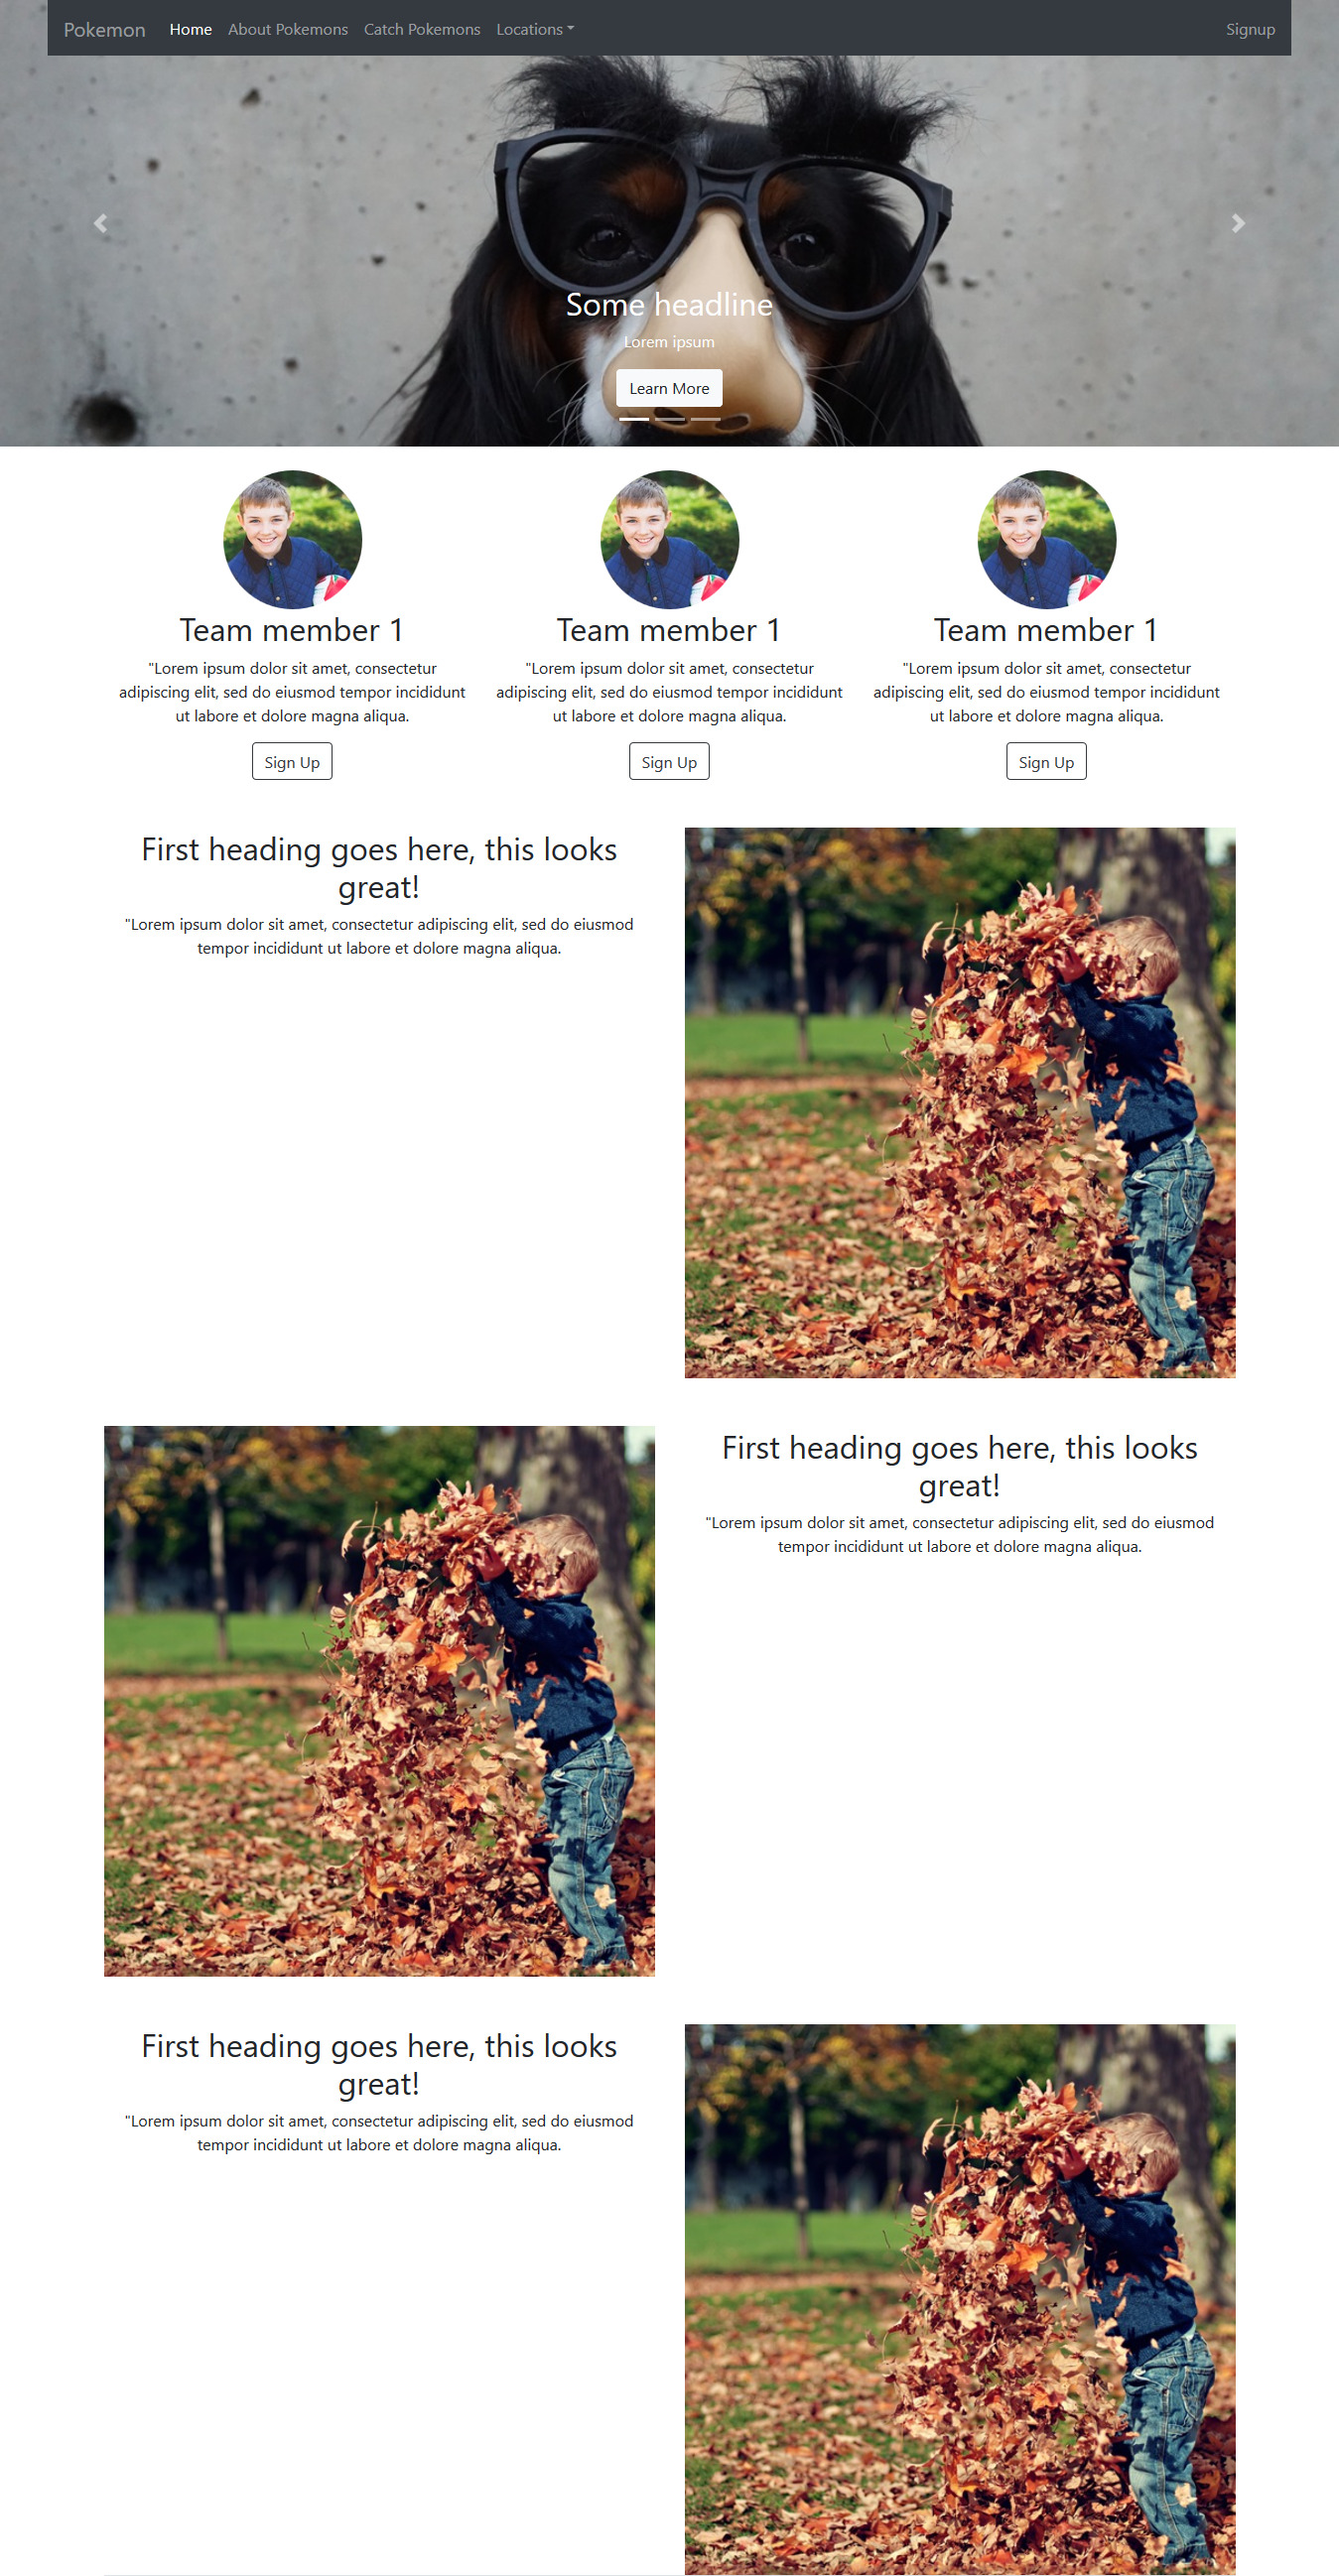 Pokemon Home About Pokemons Catch Pokemons Locations Signup
Some headline
Lorem ipsum
Learn More
Team member 1
"Lorem ipsum dolor sit amet, consectetur
adipiscing elit, sed do eiusmod tempor incididunt
ut labore et dolore magna aliqua.
Sign Up
Team member 1
"Lorem ipsum dolor sit amet, consectetur
adipiscing elit, sed do eiusmod tempor incididunt
ut labore et dolore magna aliqua.
Sign Up
Team member 1
"Lorem ipsum dolor sit amet, consectetur
adipiscing elit, sed do eiusmod tempor incididunt
ut labore et dolore magna aliqua.
Sign Up
First heading goes here, this looks
great!
"Lorem ipsum dolor sit amet, consectetur adipiscing elit, sed do eiusmod
tempor incididunt ut labore et dolore magna aliqua.
First heading goes here, this looks
great!
"Lorem ipsum dolor sit amet, consectetur adipiscing elit, sed do eiusmod
tempor incididunt ut labore et dolore magna aliqua.
First heading goes here, this looks
great!
"Lorem ipsum dolor sit amet, consectetur adipiscing elit, sed do eiusmod
tempor incididunt ut labore et dolore magna aliqua.